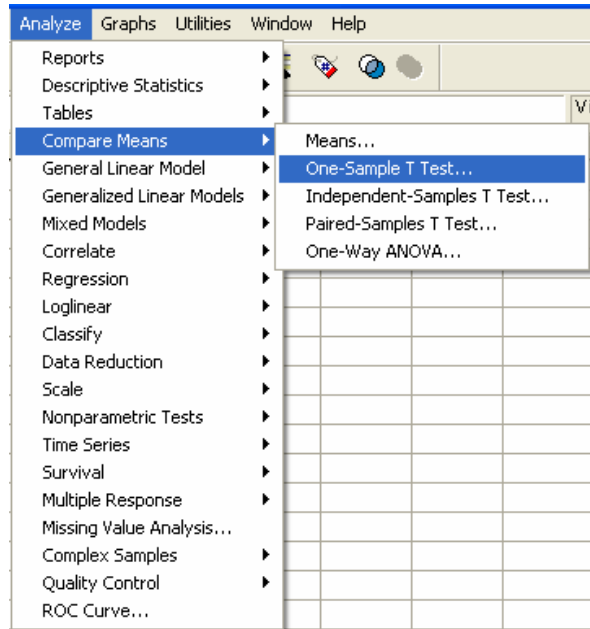 Analyze Graphs Utilities Window Help
Reports
Descriptive Statistics
Tables
Compare Means
General Linear Model
Generalized Linear Models
Mixed Models
Correlate
Regression
Loglinear
Classify
Data Reduction
Scale
Nonparametric Tests
Time Series
Survival
Multiple Response
Missing Value Analysis...
Complex Samples
Quality Control
ROC Curve...
Means...
One-Sample T Test...
Independent-Samples T Test...
Paired-Samples T Test...
One-Way ANOVA...